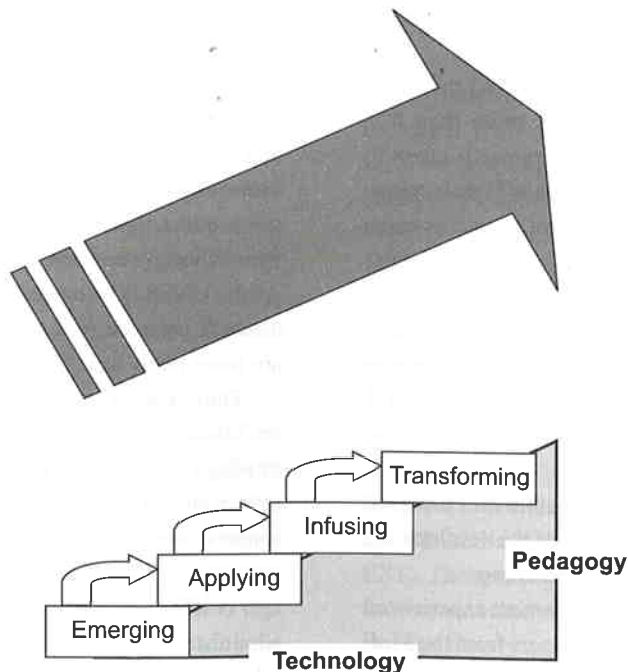 Transforming
Infusing
Applying
Emerging
Pedagogy
Technology